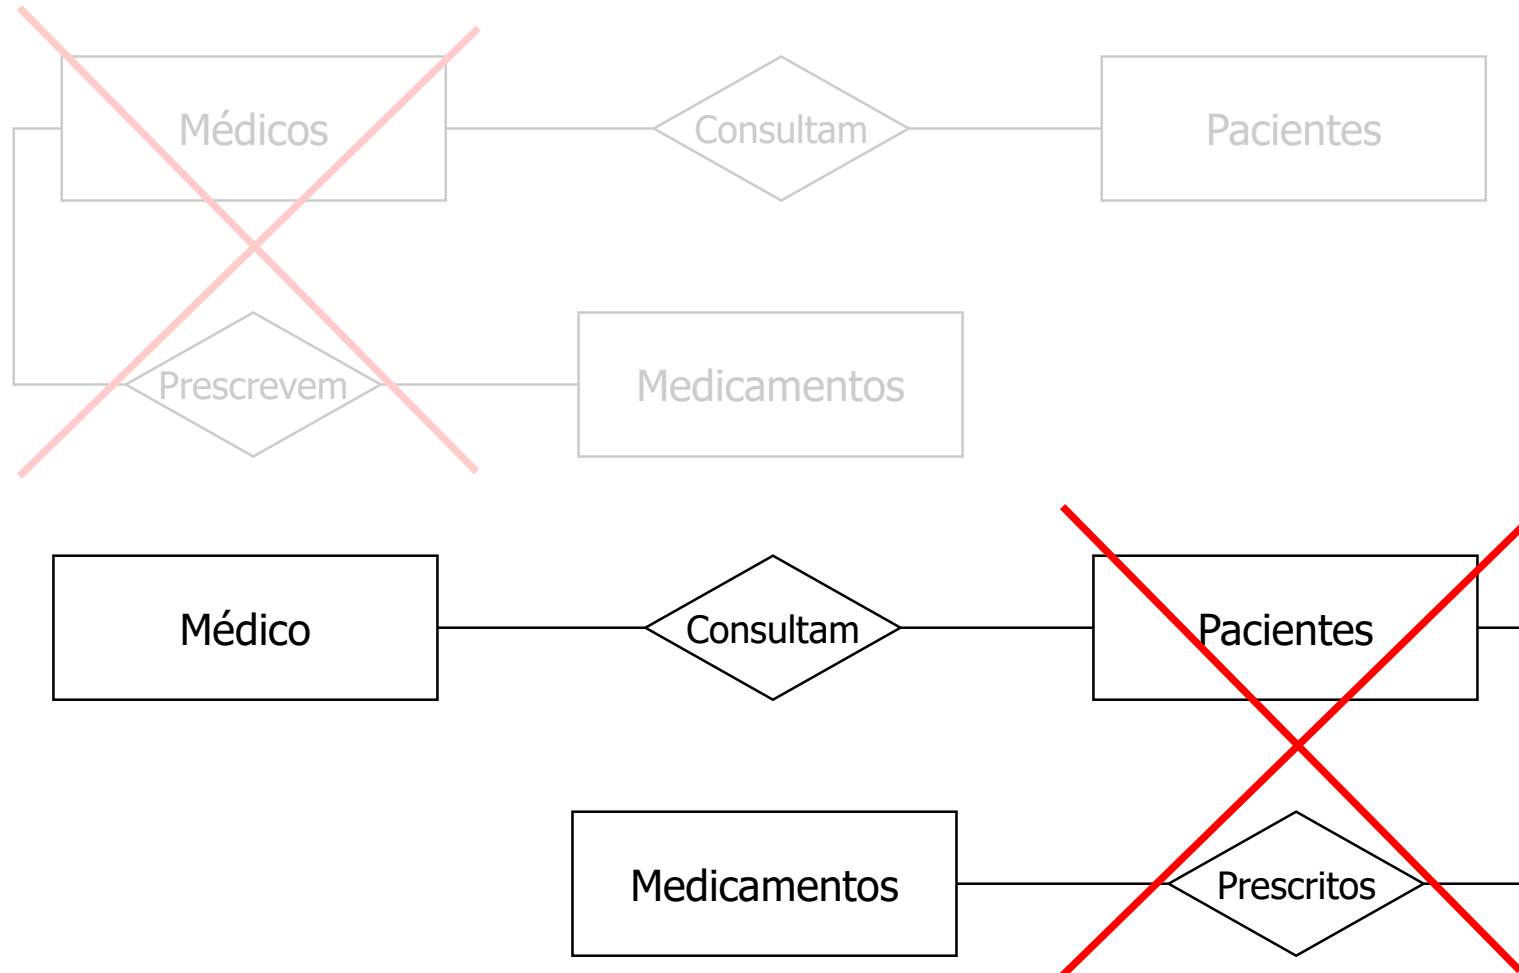 Médicos
Consultam
Pacientes
Prescrevem
Medicamentos
Médico
Consultam
Pacientes
Medicamentos
Prescritos